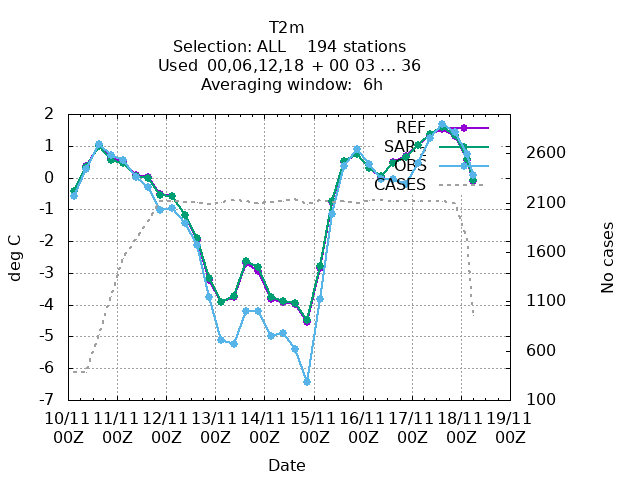 T2m
Selection: ALL    194 stations
Used  00,06,12,18 + 00 03 ... 36
Averaging window:  6h
REF
SARF
OBS
CASES
2
1
0
-1
-2
-3
-4
-5
-6
-7
2600
2100
1600
1100
600
100
deg C
No cases
10/11 11/11 12/11 13/11 14/11 15/11 16/11 17/11 18/11 19/11
00Z 00Z 00Z 00Z 00Z 00Z 00Z 00Z 00Z 00Z
Date